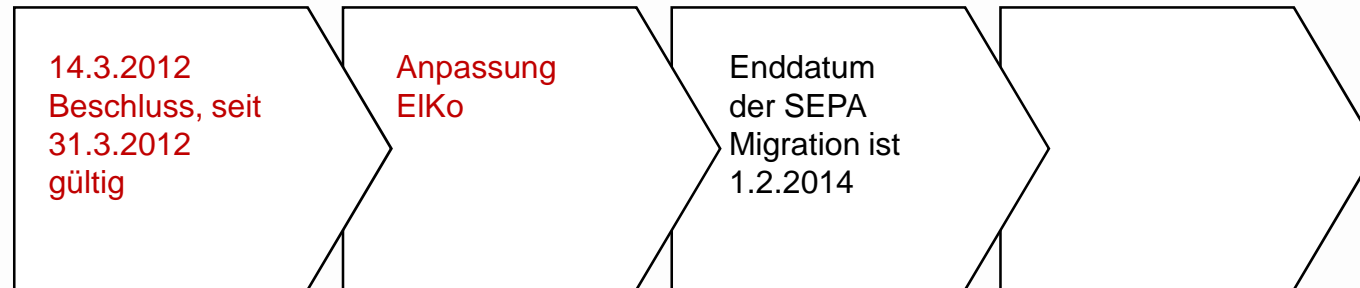 14.3.2012
Beschluss, seit
31.3.2012
gültig
Anpassung
ElKo
Enddatum
der SEPA
Migration ist
1.2.2014